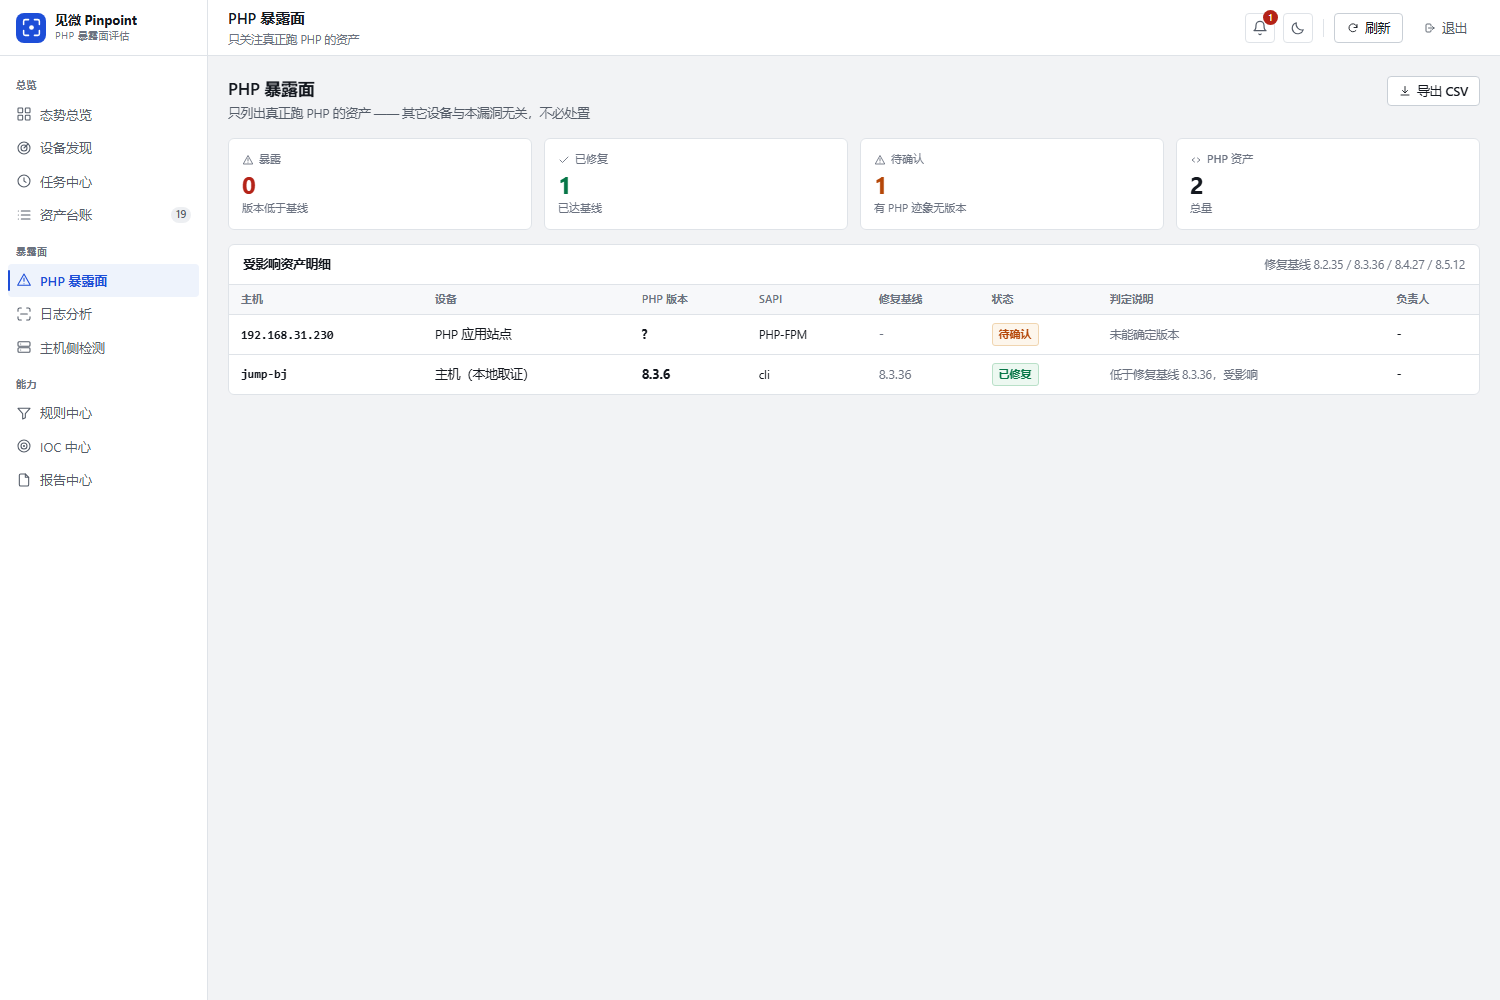 见微 Pinpoint
PHP 暴露面评估
总览
态势总览
设备发现
任务中心
资产台账 19
暴露面
PHP 暴露面
日志分析
主机侧检测
能力
规则中心
IOC 中心
报告中心
PHP 暴露面
只关注真正跑 PHP 的资产
1
刷新
退出
PHP 暴露面
只列出真正跑 PHP 的资产 —— 其它设备与本漏洞无关，不必处置
导出 CSV
暴露
0
版本低于基线
已修复
1
已达基线
待确认
1
有 PHP 迹象无版本
PHP 资产
2
总量
受影响资产明细 修复基线 8.2.35 / 8.3.36 / 8.4.27 / 8.5.12
主机 设备 PHP 版本 SAPI 修复基线 状态 判定说明 负责人
192.168.31.230 PHP 应用站点 ? PHP-FPM - 待确认 未能确定版本 -
jump-bj 主机（本地取证） 8.3.6 cli 8.3.36 已修复 低于修复基线 8.3.36，受影响 -